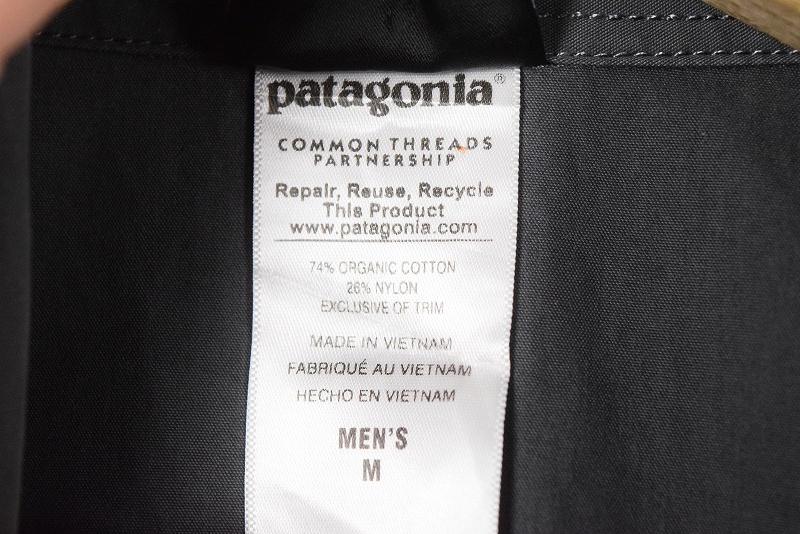 patagonia®
COMMON THREADS
PARTNERSHIP
Repair, Reuse, Recycle
This Product
www.patagonia.com
74% ORGANIC COTTON
26% NYLON
EXCLUSIVE OF TRIM
MADE IN VIETNAM
FABRIQUÉ AU VIETNAM
HECHO EN VIETNAM
MEN'S
M